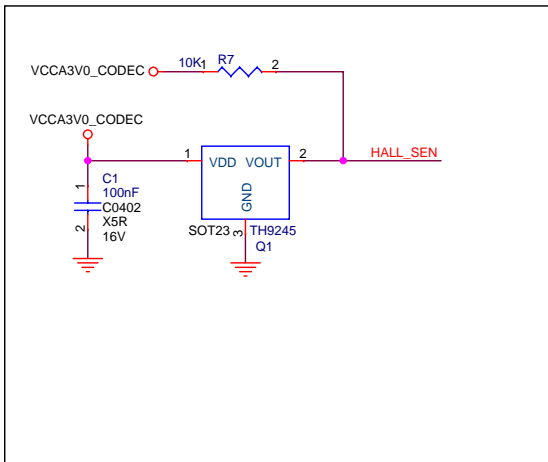 10K 1 R7 2
VCCA3V0_CODEC
VCCA3V0_CODEC
1 VDD VOUT 2 HALL_SEN
GND
1 C1
100nF
C0402
X5R
2 16V
SOT23 3 TH9245
Q1